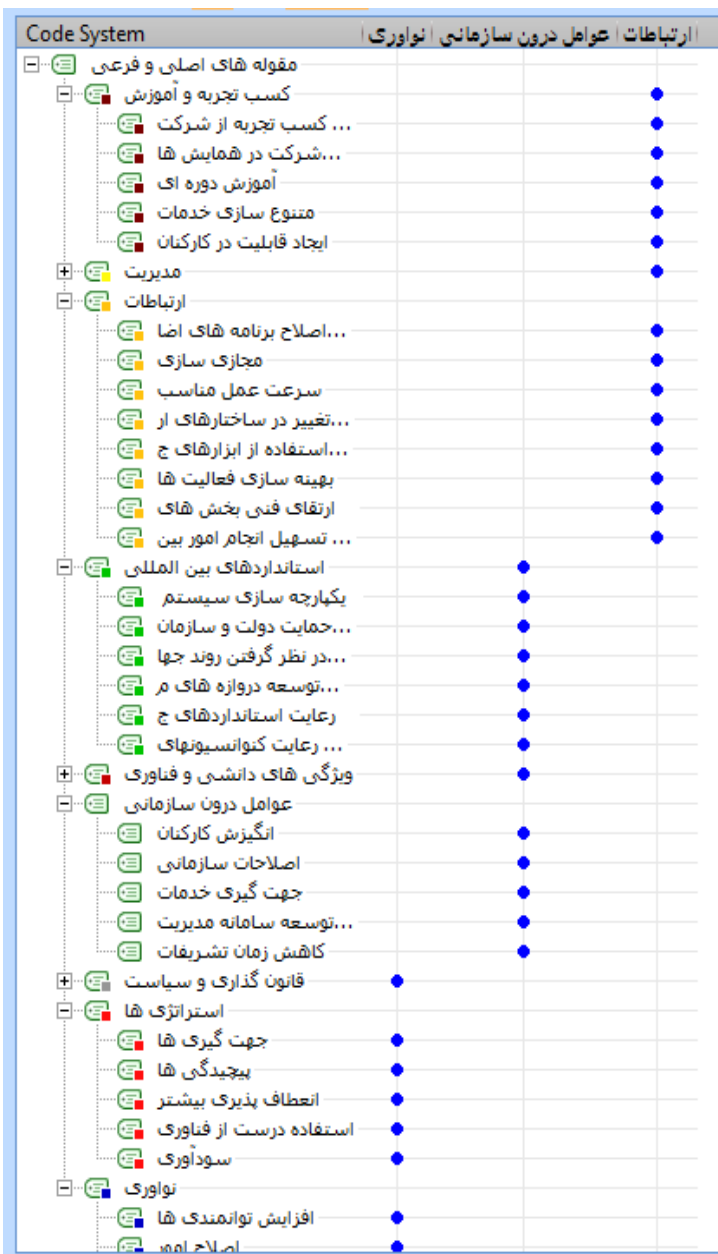 Code System نواوری عوامل درون سازمانی ارتباطات
مقوله های اصلی و فرعی
کسب تجربه و آموزش
کسب تجربه از شرکت ...
شرکت در همایش ها...
آموزش دوره ای
متنوع سازی خدمات
ایجاد قابلیت در کارکنان
مدیریت
ارتباطات
اصلاح برنامه های اضا...
مجازی سازی
سرعت عمل مناسب
تغییر در ساختارهای ار...
استفاده از ابزارهای ج...
بهینه سازی فعالیت ها
ارتقای فنی بخش های
تسهیل انجام امور بین ...
استانداردهای بین المللی
یکپارچه سازی سیستم
حمایت دولت و سازمان...
در نظر گرفتن روند جها...
توسعه دروازه های م...
رعایت استانداردهای ج
رعایت کنوانسیونهای ...
ویژگی های دانشی و فناوری
عوامل درون سازمانی
انگیزش کارکنان
اصلاحات سازمانی
جهت گیری خدمات
توسعه سامانه مدیریت...
کاهش زمان تشریفات
قانون گذاری و سیاست
استراتژی ها
جهت گیری ها
پیچیدگی ها
انعطاف پذیری بیشتر
استفاده درست از فناوری
سودآوری
نواوری
افزایش توانمندی ها
اصلاح امور